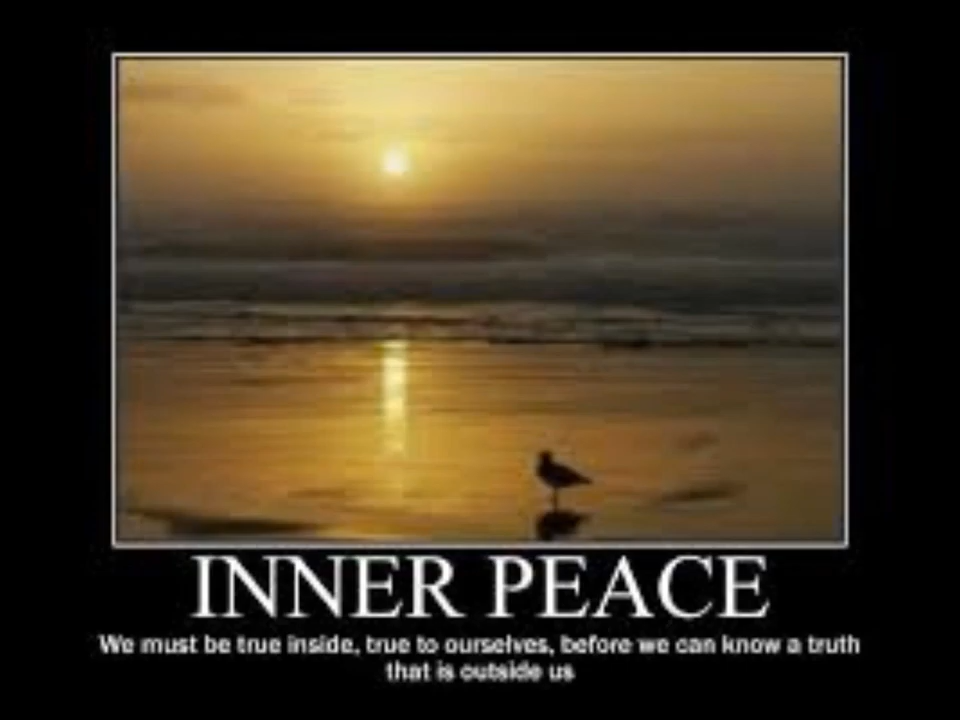 INNER PEACE
We must be true inside, true to ourselves, before we can know a truth
that is outside us